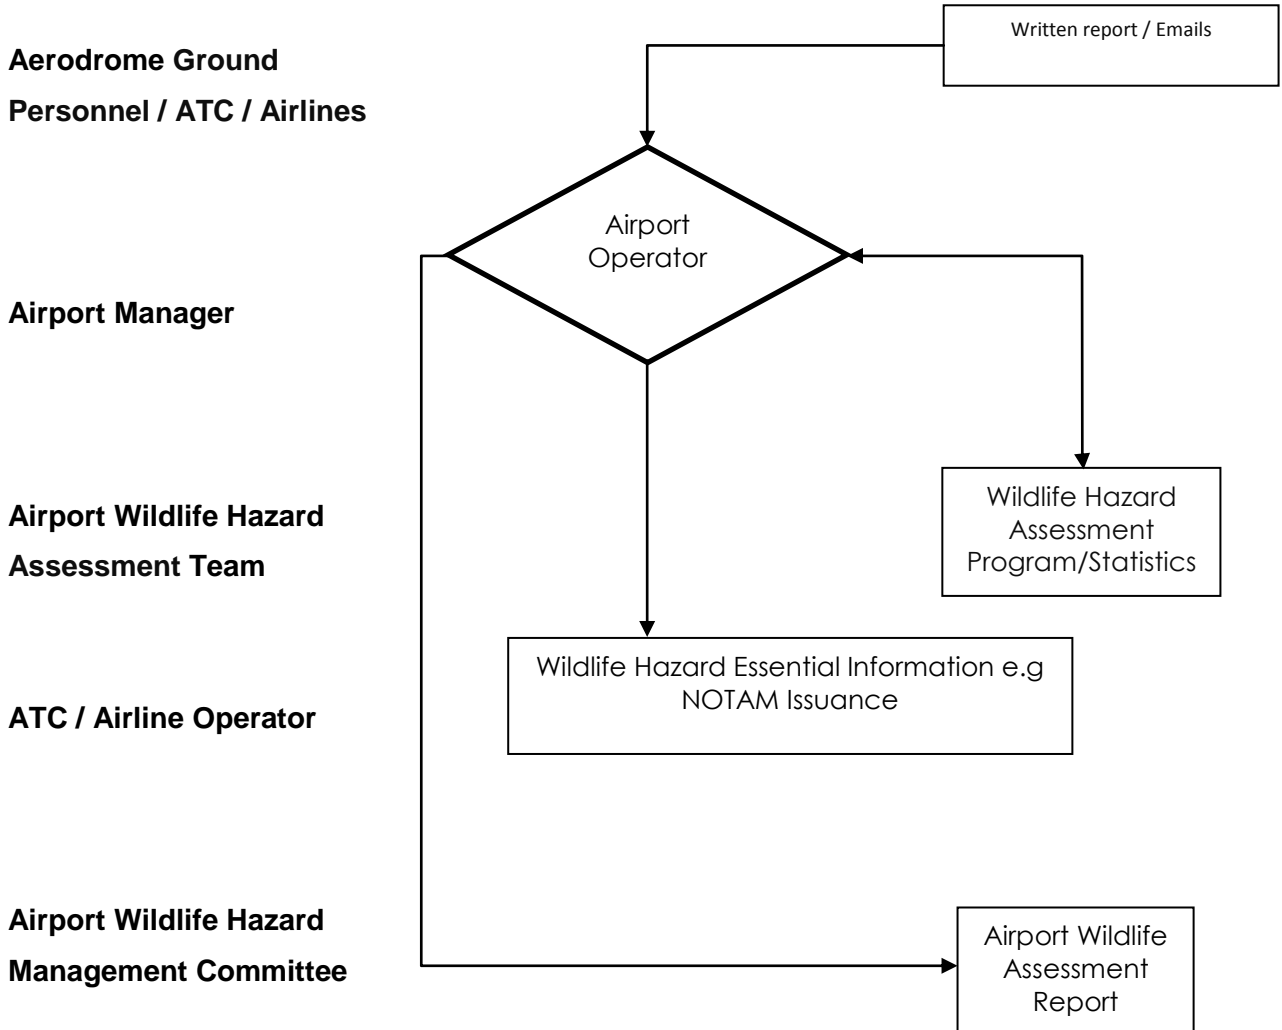 Written report / Emails
Aerodrome Ground
Personnel / ATC / Airlines
Airport
Operator
Airport Manager
Wildlife Hazard
Assessment
Program/Statistics
Airport Wildlife Hazard
Assessment Team
Wildlife Hazard Essential Information e.g
NOTAM Issuance
ATC / Airline Operator
Airport Wildlife Hazard
Management Committee
Airport Wildlife
Assessment
Report